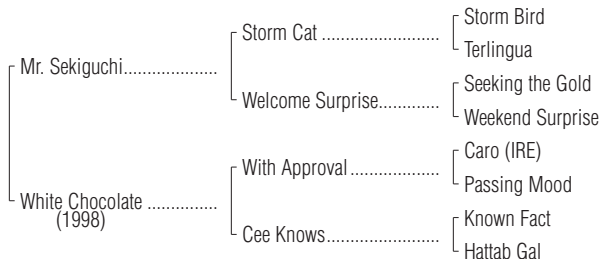 Storm Bird
Storm Cat .........................
Terlingua
Mr. Sekiguchi....................
Seeking the Gold
Welcome Surprise.............
Weekend Surprise
Caro (IRE)
With Approval...................
Passing Mood
White Chocolate ...............
(1998)
Known Fact
Cee Knows........................
Hattab Gal